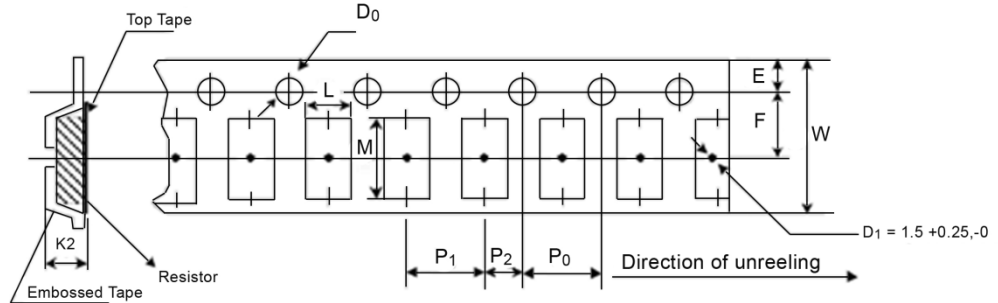 Top Tape
D0
E
L
F
W
M
D1 = 1.5 +0.25,-0
K2
P1
P2
P0
Direction of unreeling
Resistor
Embossed Tape